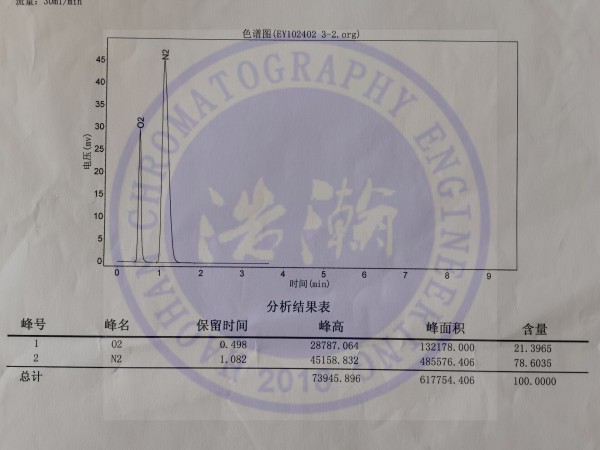 流量: 30ml/min
色谱图(EY102402 3-2.org)
电压(mv)
45
40
35
30
25
20
15
10
5
0
O2
N2
0 1 2 3 4 5 6 7 8 9
时间(min)
HAOHAN CHROMATOGRAPHY ENGINEERING
浩瀚
2010
分析结果表
峰号 峰名 保留时间 峰高 峰面积 含量
1 O2 0.498 28787.064 132178.000 21.3965
2 N2 1.082 45158.832 485576.406 78.6035
总计 73945.896 617754.406 100.0000